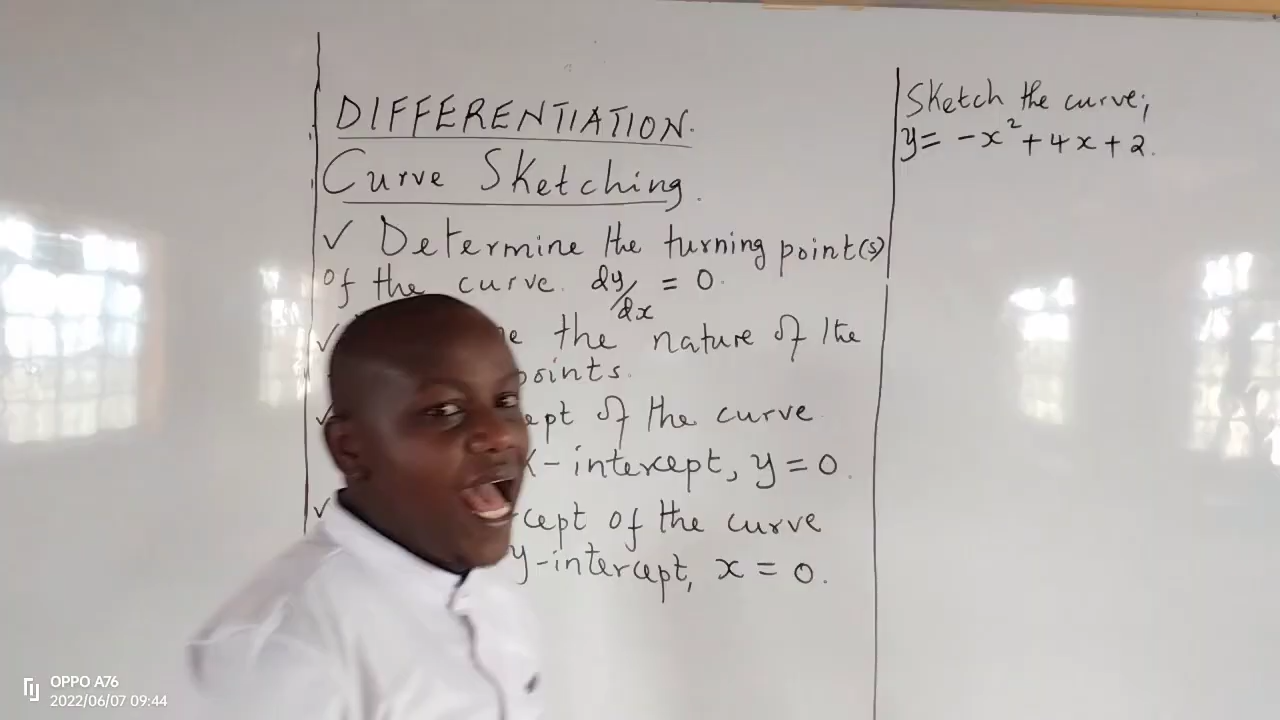 DIFFERENTIATION.
Curve Sketching.
✓ Determine the turning point(s)
of the curve. dy/dx = 0.
✓ the nature of the
points.
✓ of the curve
x-intercept, y = 0.
✓ of the curve
y-intercept, x = 0.
Sketch the curve;
y = -x² + 4x + 2.
OPPO A76
2022/06/07 09:44